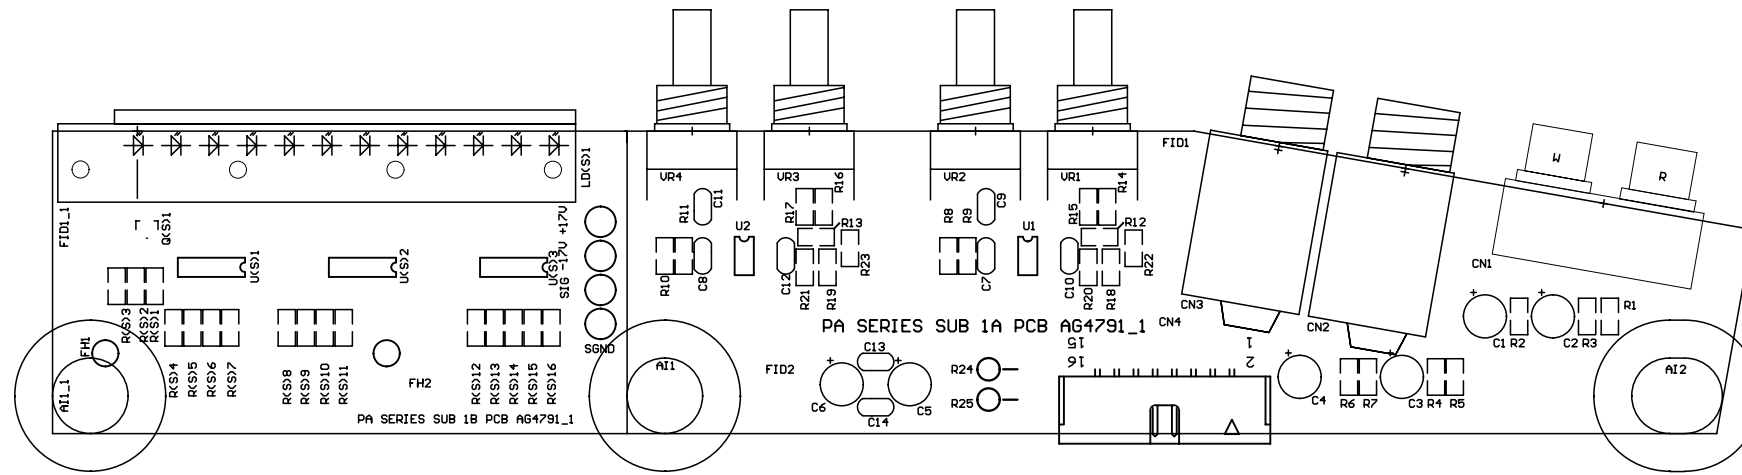 FID1
W
R
LD(S)1
VR4
VR3
R16
VR2
VR1
R14
R11
C11
R17
R8
R9
C9
R15
FID1_1
Q(S)1
+17V
U2
R13
U1
R12
U(S)1
U(S)2
U(S)3
-17V
SIG
R10
C8
C12
R23
C7
C10
R22
CN1
R21
R19
R20
R18
CN3
R1
R(S)3
R(S)2
R(S)1
PA SERIES SUB 1A PCB AG4791_1
CN4
CN2
C1
R2
C2
R3
FH1
SGND
15
1
16
2
C13
AI1_1
R(S)4
R(S)5
R(S)6
R(S)7
R(S)8
R(S)9
R(S)10
R(S)11
FH2
R(S)12
R(S)13
R(S)14
R(S)15
R(S)16
AI1
FID2
R24
AI2
C6
C5
R25
C4
R6
R7
C3
R4
R5
PA SERIES SUB 1B PCB AG4791_1
C14